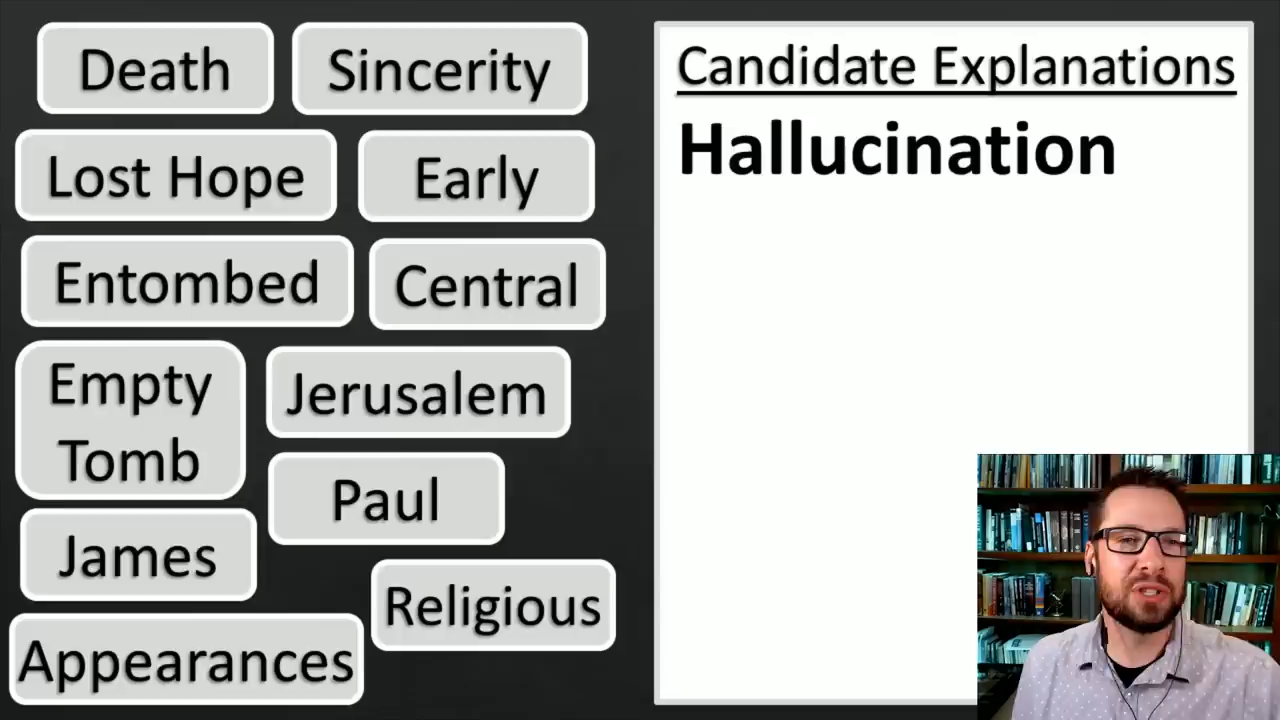 Death
Sincerity
Lost Hope
Early
Entombed
Central
Empty
Tomb
Jerusalem
Paul
James
Religious
Appearances
Candidate Explanations
Hallucination